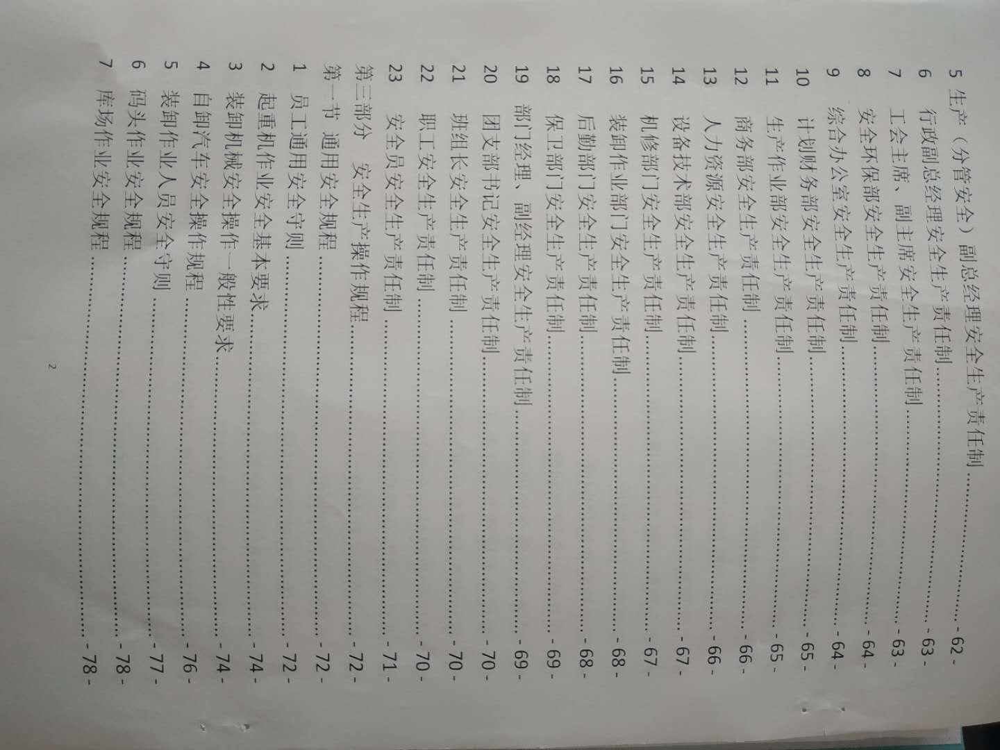 5 生产（分管安全）副总经理安全生产责任制 - 62 -
6 行政副总经理安全生产责任制 - 63 -
7 工会主席、副主席安全生产责任制 - 63 -
8 安全环保部安全生产责任制 - 64 -
9 综合办公室安全生产责任制 - 64 -
10 计划财务部安全生产责任制 - 65 -
11 生产作业部安全生产责任制 - 65 -
12 商务部安全生产责任制 - 66 -
13 人力资源安全生产责任制 - 66 -
14 设备技术部安全生产责任制 - 67 -
15 机修部门安全生产责任制 - 67 -
16 装卸作业部门安全生产责任制 - 68 -
17 后勤部门安全生产责任制 - 68 -
18 保卫部门安全生产责任制 - 69 -
19 部门经理、副经理安全生产责任制 - 69 -
20 团支部书记安全生产责任制 - 70 -
21 班组长安全生产责任制 - 70 -
22 职工安全生产责任制 - 70 -
23 安全员安全生产责任制 - 71 -
第三部分 安全生产操作规程 - 72 -
第一节 通用安全规程 - 72 -
1 员工通用安全守则 - 72 -
2 起重机作业安全基本要求 - 74 -
3 装卸机械安全操作一般性要求 - 74 -
4 自卸汽车安全操作规程 - 76 -
5 装卸作业人员安全守则 - 77 -
6 码头作业安全规程 - 78 -
7 库场作业安全规程 - 78 -
2